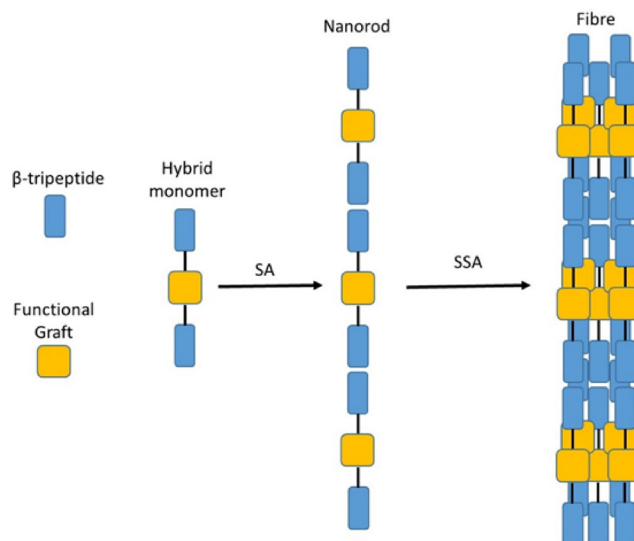 Nanorod
Fibre
β-tripeptide
Hybrid
monomer
SA
SSA
Functional
Graft